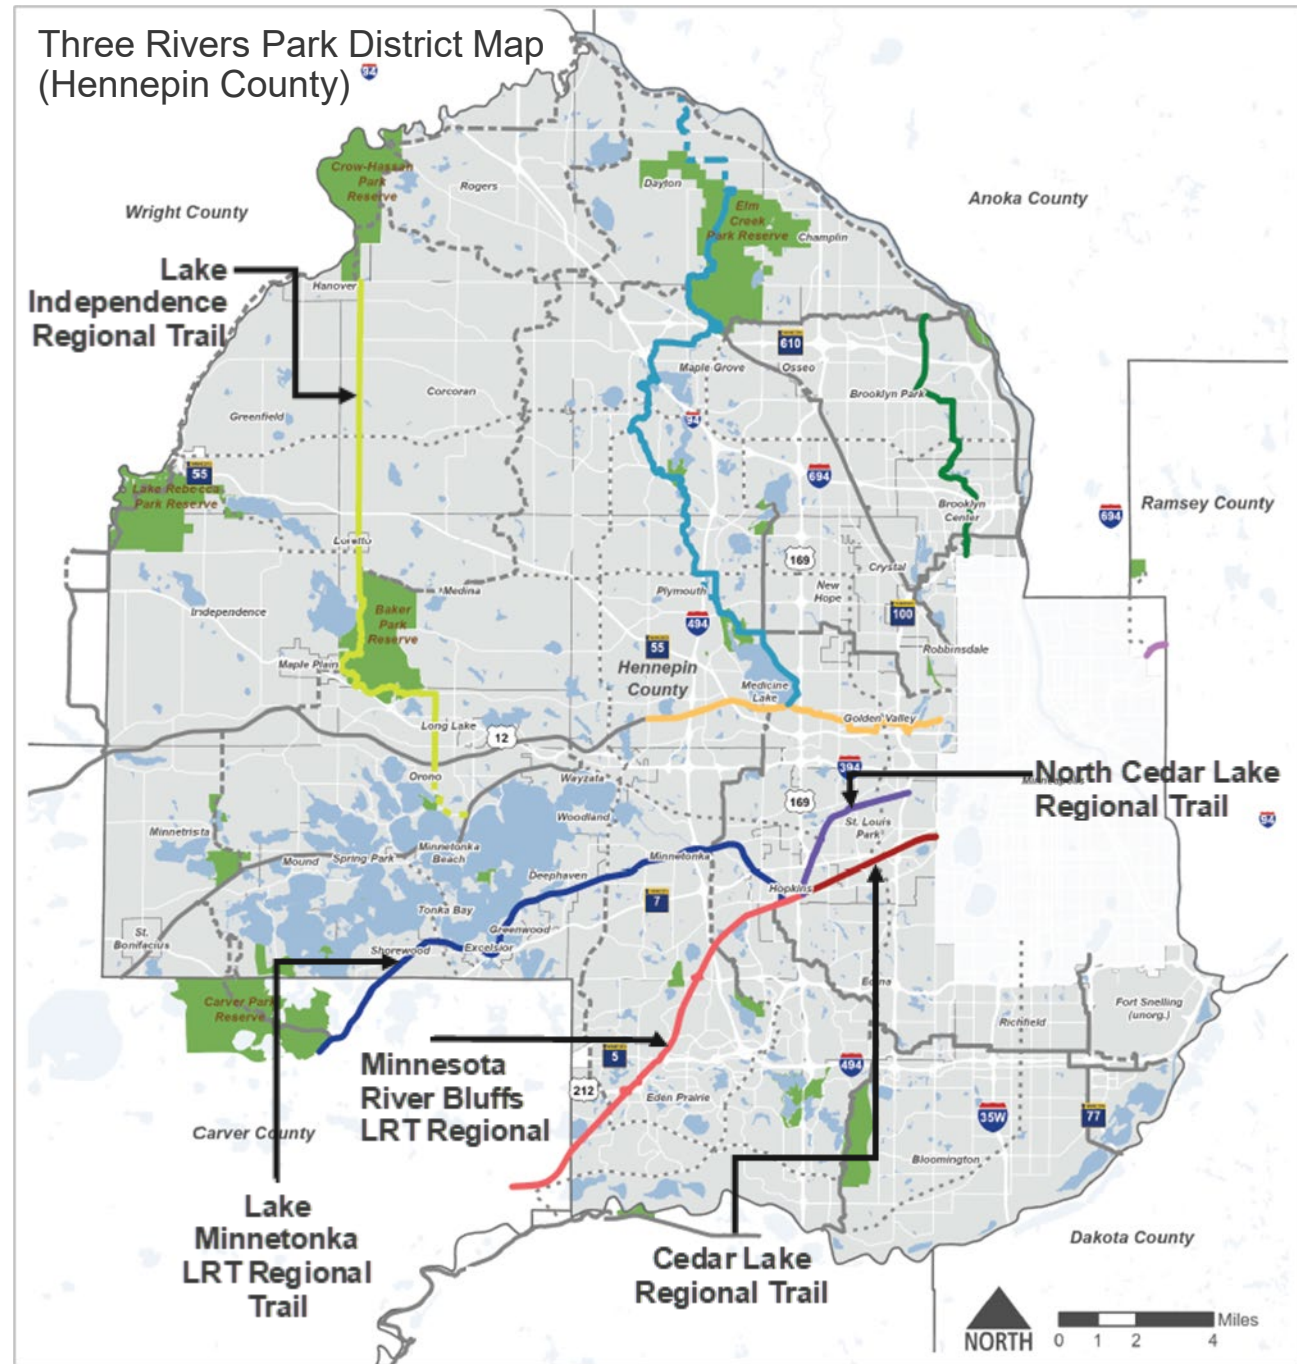 Three Rivers Park District Map
(Hennepin County)
94
Crow-Hassan
Park
Reserve
Rogers
Dayton
Elm
Creek
Park Reserve
Champlin
Anoka County
Wright County
Lake
Independence
Regional Trail
Hanover
610
Maple Grove
Osseo
Corcoran
Brooklyn Park
Greenfield
94
55
694
Lake Rebecca
Park Reserve
Brooklyn
Center
694
Ramsey County
Loretto
169
Crystal
Medina
Plymouth
New
Hope
Independence
Baker
Park
Reserve
494
100
55
Robbinsdale
Maple Plain
Hennepin
County
Medicine
Lake
Long Lake
Golden Valley
12
394
North Cedar Lake
Regional Trail
Minneapolis
Orono
Wayzata
169
94
Woodland
St. Louis
Park
Minnetrista
Minnetonka
Beach
Mound
Spring Park
Minnetonka
Deephaven
Hopkins
7
Tonka Bay
Greenwood
St.
Bonifacius
Shorewood
Excelsior
Edina
Carver Park
Reserve
Fort Snelling
(unorg.)
Richfield
Minnesota
River Bluffs
LRT Regional
5
494
212
Eden Prairie
35W
77
Carver County
Bloomington
Lake
Minnetonka
LRT Regional
Trail
Cedar Lake
Regional Trail
Dakota County
NORTH
Miles
0 1 2 4